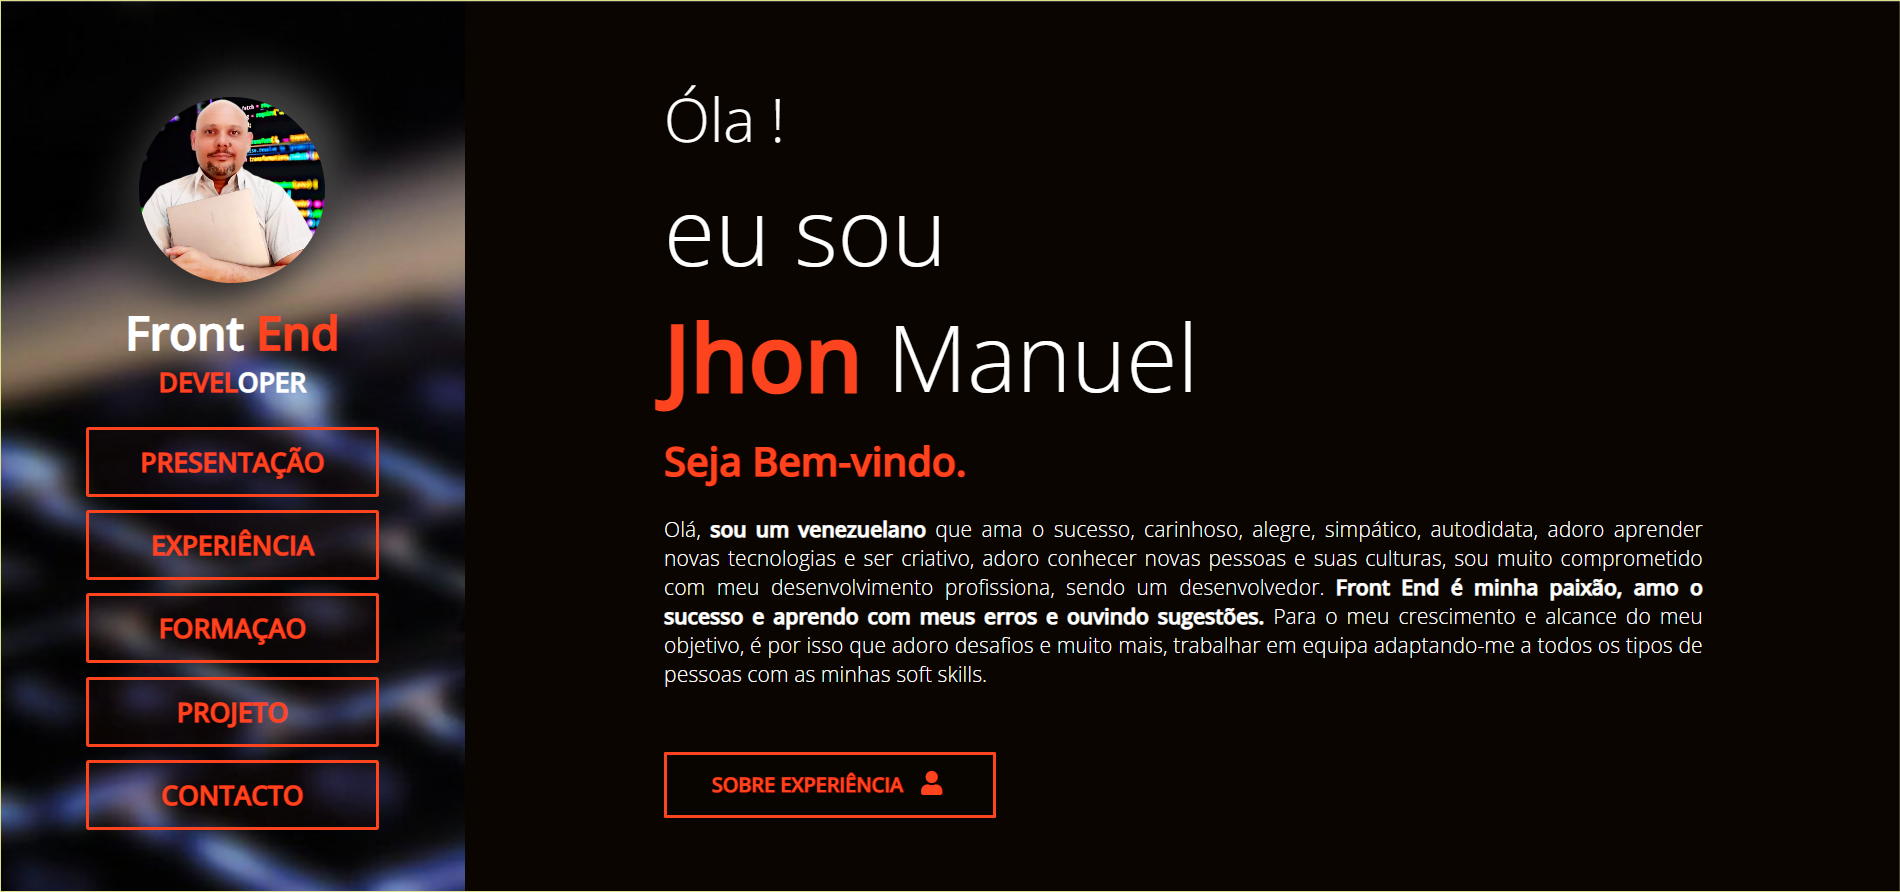 Front End
DEVELOPER
PRESENTAÇÃO
EXPERIÊNCIA
FORMAÇAO
PROJETO
CONTACTO
Óla !
eu sou
Jhon Manuel
Seja Bem-vindo.
Olá, sou um venezuelano que ama o sucesso, carinhoso, alegre, simpático, autodidata, adoro aprender
novas tecnologias e ser criativo, adoro conhecer novas pessoas e suas culturas, sou muito comprometido
com meu desenvolvimento profissiona, sendo um desenvolvedor. Front End é minha paixão, amo o
sucesso e aprendo com meus erros e ouvindo sugestões. Para o meu crescimento e alcance do meu
objetivo, é por isso que adoro desafios e muito mais, trabalhar em equipa adaptando-me a todos os tipos de
pessoas com as minhas soft skills.
SOBRE EXPERIÊNCIA